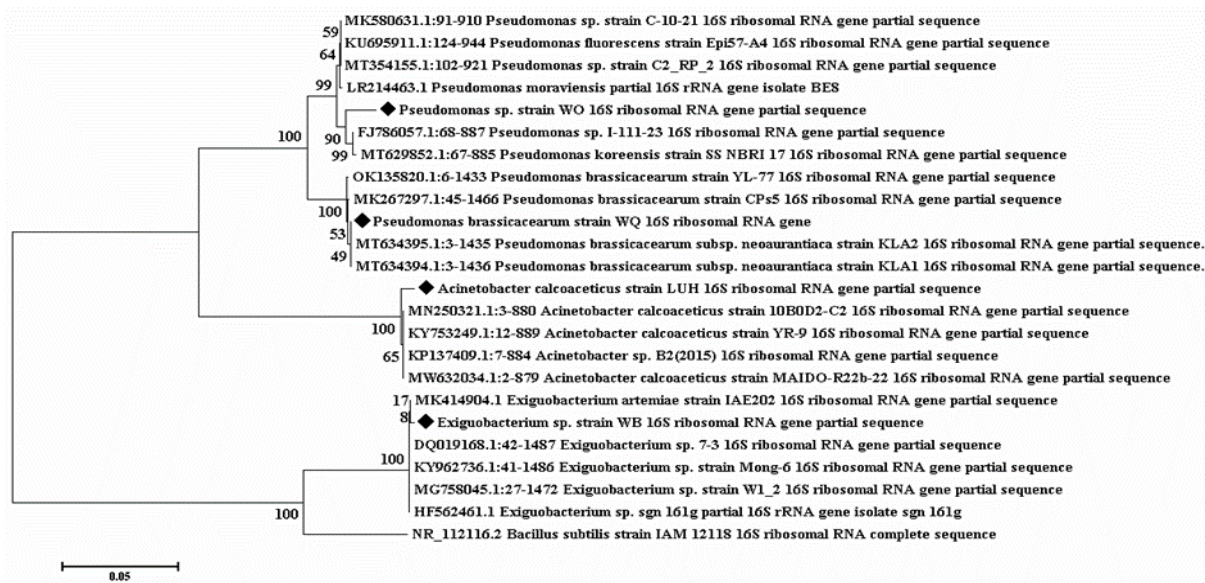 MK580631.1:91-910 Pseudomonas sp. strain C-10-21 16S ribosomal RNA gene partial sequence
59
KU695911.1:124-944 Pseudomonas fluorescens strain Epi57-A4 16S ribosomal RNA gene partial sequence
64
MT354155.1:102-921 Pseudomonas sp. strain C2_RP_2 16S ribosomal RNA gene partial sequence
99
LR214463.1 Pseudomonas moraviensis partial 16S rRNA gene isolate BE8
Pseudomonas sp. strain WO 16S ribosomal RNA gene partial sequence
100
90
FJ786057.1:68-887 Pseudomonas sp. I-111-23 16S ribosomal RNA gene partial sequence
99
MT629852.1:67-885 Pseudomonas koreensis strain SS_NBRI_17 16S ribosomal RNA gene partial sequence
OK135820.1:6-1433 Pseudomonas brassicacearum strain YL-77 16S ribosomal RNA gene partial sequence
MK267297.1:45-1466 Pseudomonas brassicacearum strain CPs5 16S ribosomal RNA gene partial sequence
100
Pseudomonas brassicacearum strain WQ 16S ribosomal RNA gene
53
MT634395.1:3-1435 Pseudomonas brassicacearum subsp. neoaurantiaca strain KLA2 16S ribosomal RNA gene partial sequence.
49
MT634394.1:3-1436 Pseudomonas brassicacearum subsp. neoaurantiaca strain KLA1 16S ribosomal RNA gene partial sequence.
Acinetobacter calcoaceticus strain LUH 16S ribosomal RNA gene partial sequence
MN250321.1:3-880 Acinetobacter calcoaceticus strain 10B0D2-C2 16S ribosomal RNA gene partial sequence
100
KY753249.1:12-889 Acinetobacter calcoaceticus strain YR-9 16S ribosomal RNA gene partial sequence
65
KP137409.1:7-884 Acinetobacter sp. B2(2015) 16S ribosomal RNA gene partial sequence
MW632034.1:2-879 Acinetobacter calcoaceticus strain MAIDO-R22b-22 16S ribosomal RNA gene partial sequence
17
MK414904.1 Exiguobacterium artemiae strain IAE202 16S ribosomal RNA gene partial sequence
8
Exiguobacterium sp. strain WB 16S ribosomal RNA gene partial sequence
DQ019168.1:42-1487 Exiguobacterium sp. 7-3 16S ribosomal RNA gene partial sequence
100
KY962736.1:41-1486 Exiguobacterium sp. strain Mong-6 16S ribosomal RNA gene partial sequence
MG758045.1:27-1472 Exiguobacterium sp. strain W1_2 16S ribosomal RNA gene partial sequence
HF562461.1 Exiguobacterium sp. sgn 161g partial 16S rRNA gene isolate sgn 161g
100
NR_112116.2 Bacillus subtilis strain IAM 12118 16S ribosomal RNA complete sequence
0.05